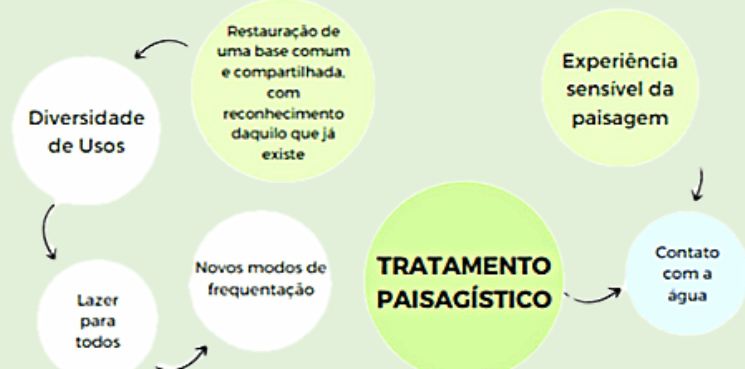 Restauração de
uma base comum
e compartilhada,
com
reconhecimento
daquilo que já
existe
Diversidade
de Usos
Lazer
para
todos
Novos modos de
frequentação
Experiência
sensível da
paisagem
TRATAMENTO
PAISAGÍSTICO
Contato
com a
água